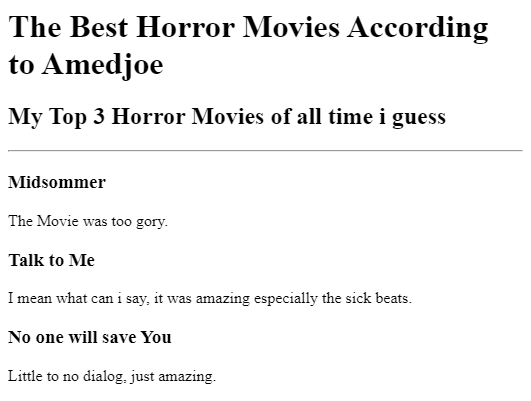 The Best Horror Movies According
to Amedjoe
My Top 3 Horror Movies of all time i guess
Midsommer
The Movie was too gory.
Talk to Me
I mean what can i say, it was amazing especially the sick beats.
No one will save You
Little to no dialog, just amazing.